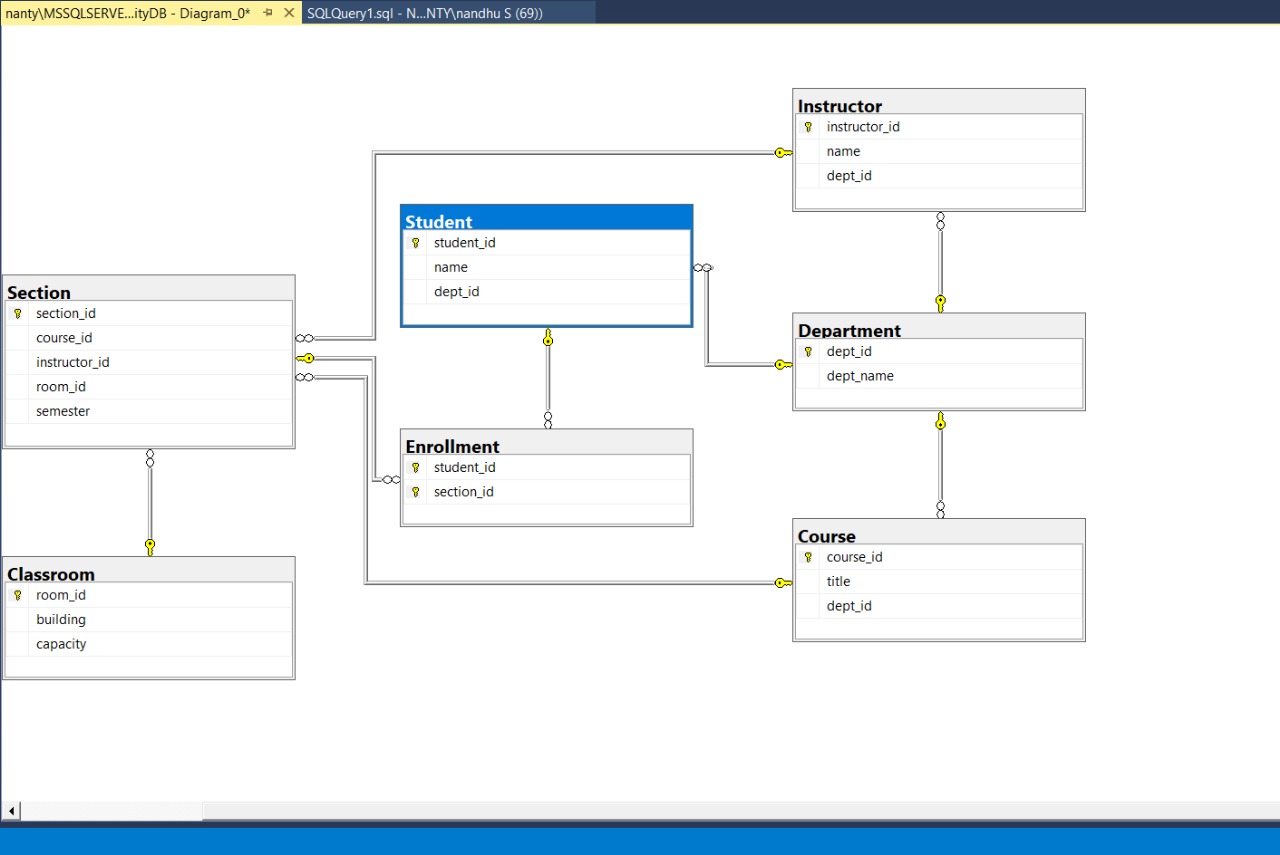 nanty\MSSQLSERVE...ityDB - Diagram_0*
SQLQuery1.sql - N...NTY\nandhu S (69))
Instructor
instructor_id
name
dept_id
Student
student_id
name
dept_id
Section
section_id
course_id
instructor_id
room_id
semester
Department
dept_id
dept_name
Enrollment
student_id
section_id
Course
course_id
title
dept_id
Classroom
room_id
building
capacity